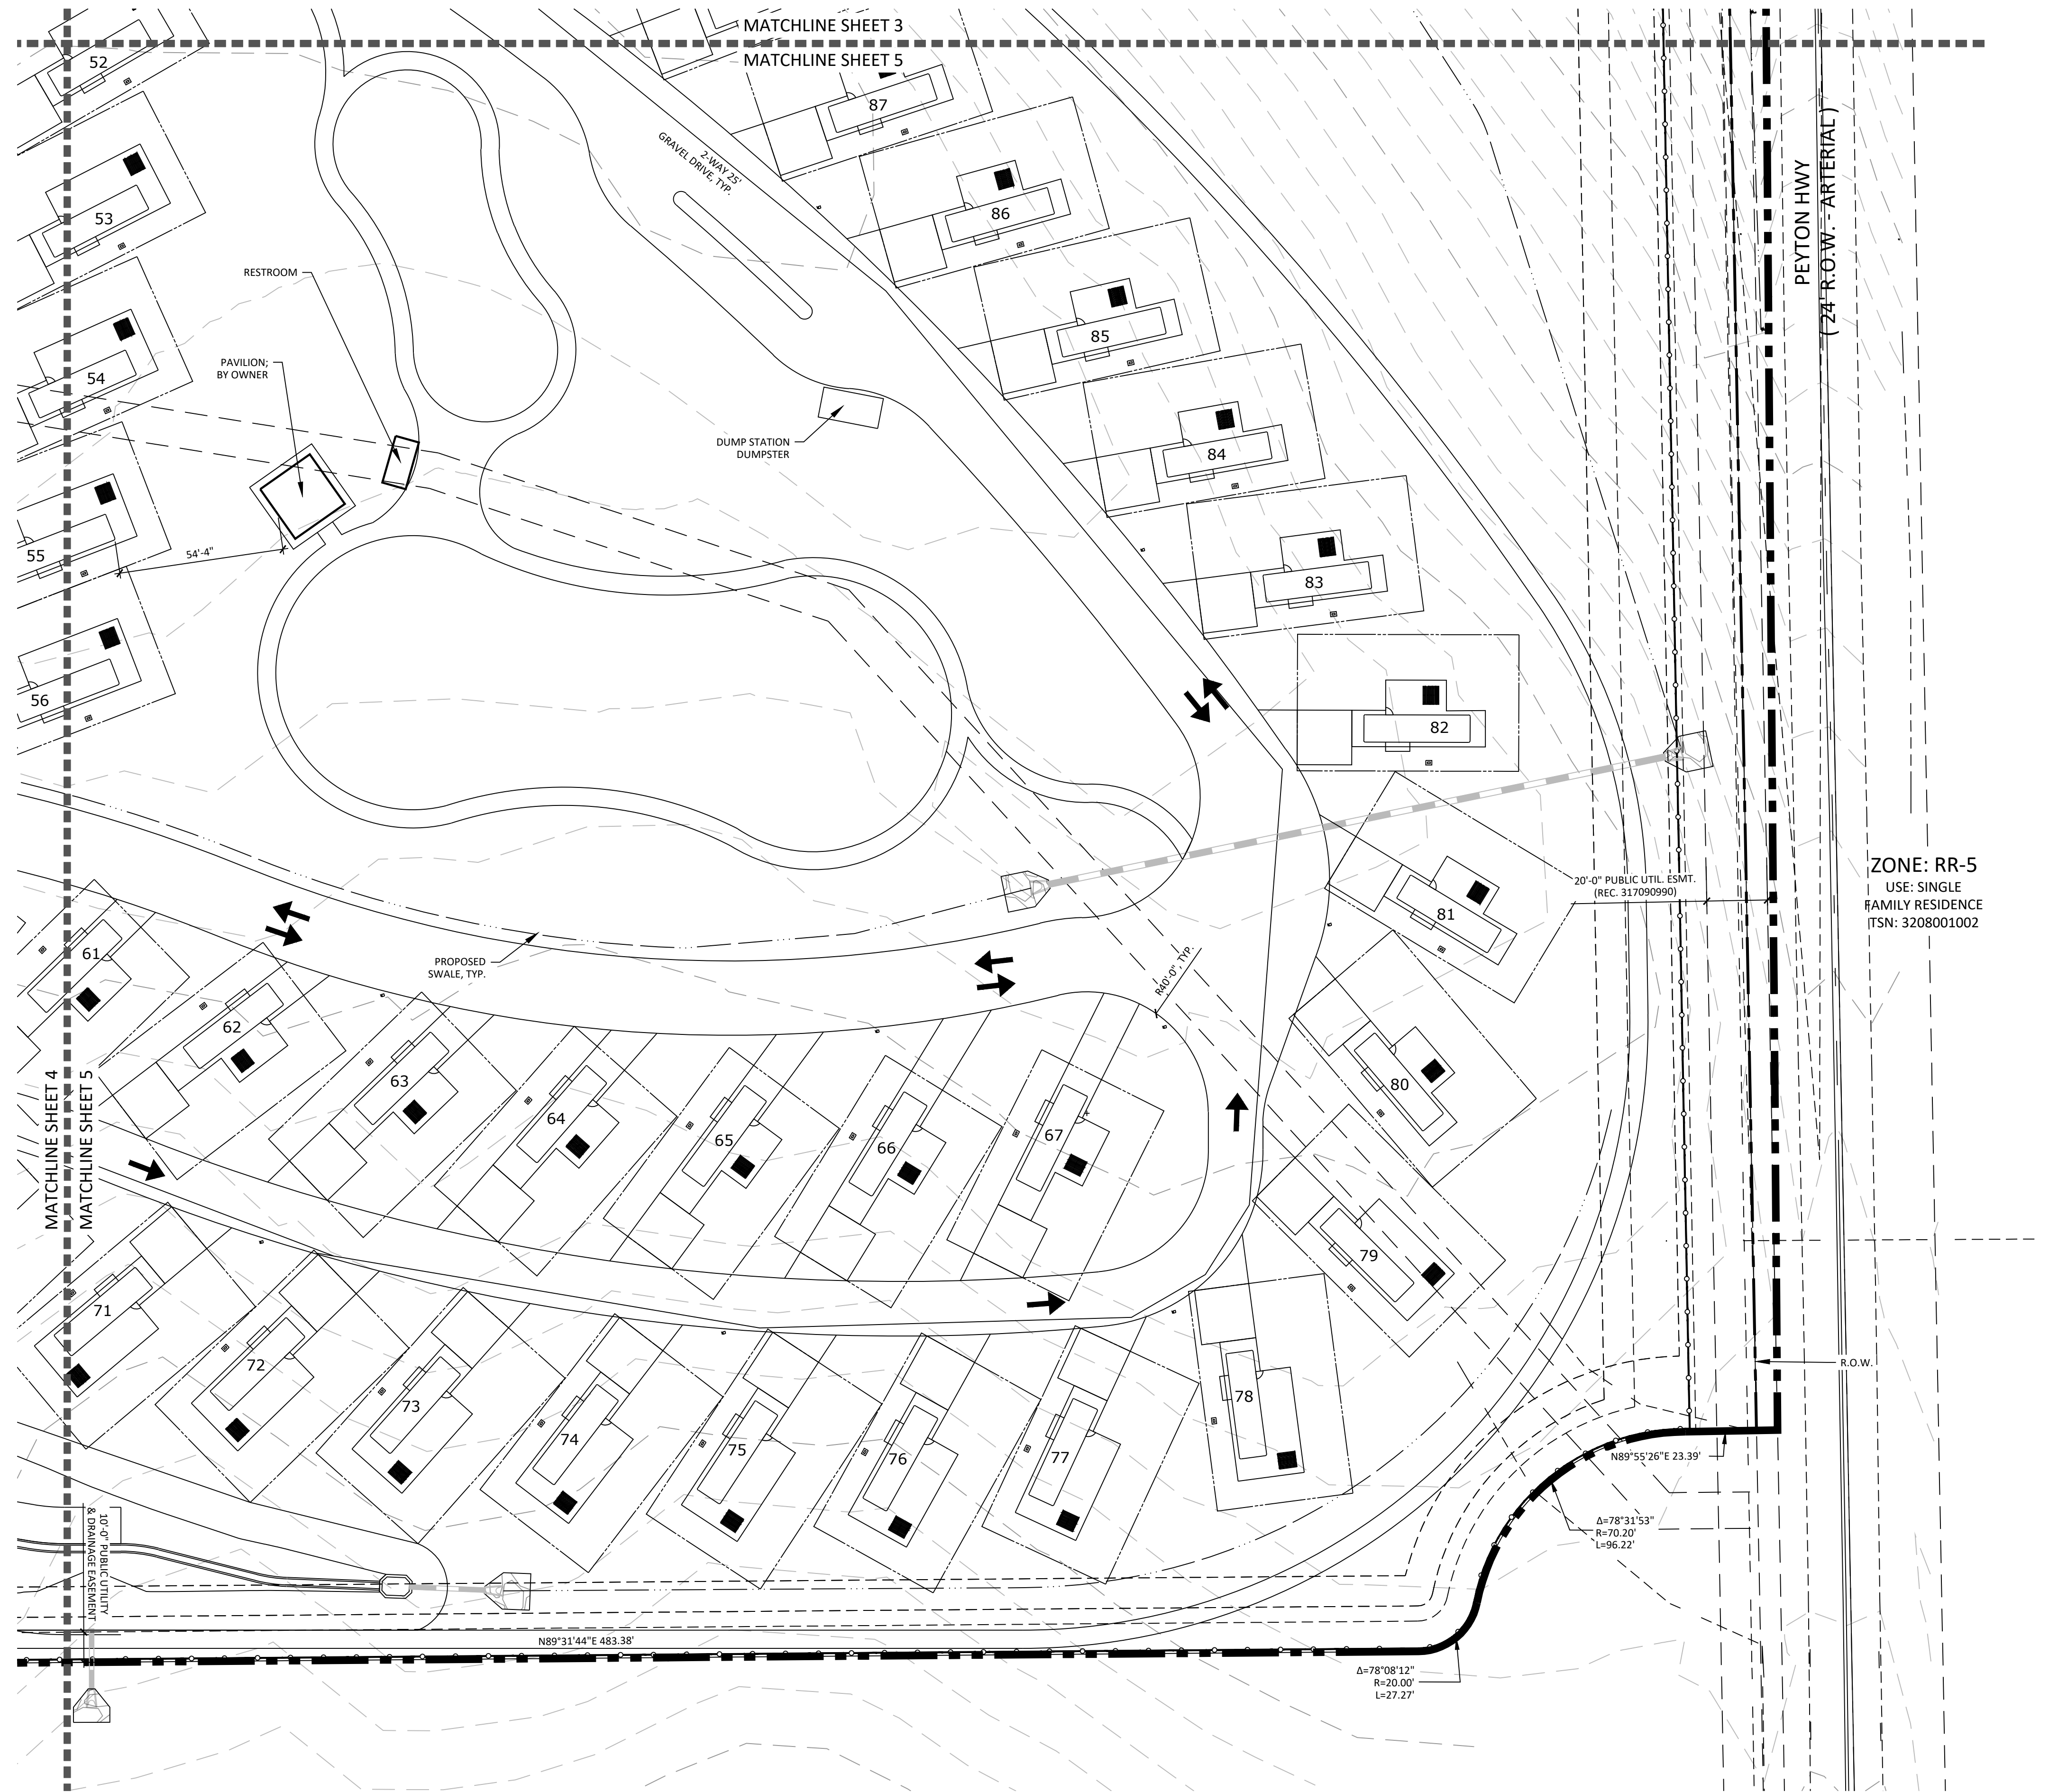 MATCHLINE SHEET 3
MATCHLINE SHEET 5
52
87
2-WAY 25'
GRAVEL DRIVE, TYP.
PEYTON HWY
( 24' R.O.W. - ARTERIAL )
53
86
RESTROOM
85
PAVILION;
BY OWNER
54
DUMP STATION
DUMPSTER
84
55
54'-4"
83
56
82
ZONE: RR-5
USE: SINGLE
FAMILY RESIDENCE
TSN: 3208001002
20'-0" PUBLIC UTIL. ESMT.
(REC. 317090990)
81
61
PROPOSED
SWALE, TYP.
R40'-0", TYP.
62
63
64
65
66
67
80
MATCHLINE SHEET 4
MATCHLINE SHEET 5
79
71
72
73
74
75
76
77
78
R.O.W.
N89°55'26"E 23.39'
Δ=78°31'53"
R=70.20'
L=96.22'
10'-0" PUBLIC UTILITY
& DRAINAGE EASEMENT
N89°31'44"E 483.38'
Δ=78°08'12"
R=20.00'
L=27.27'